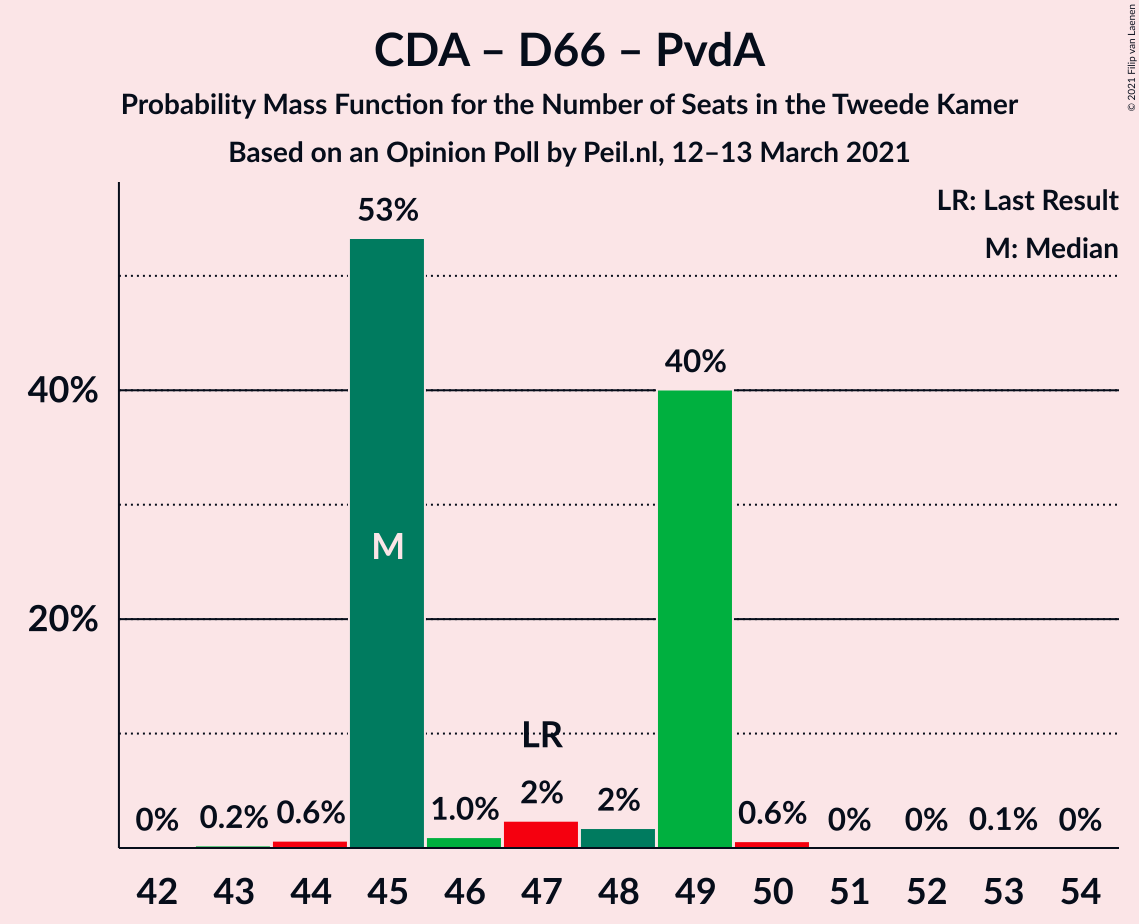 CDA – D66 – PvdA
Probability Mass Function for the Number of Seats in the Tweede Kamer
Based on an Opinion Poll by Peil.nl, 12–13 March 2021
© 2021 Filip van Laenen
LR: Last Result
M: Median
53%
40%
40%
M
20%
LR
0% 0.2% 0.6% 1.0% 2% 2% 0.6% 0% 0% 0.1% 0%
42 43 44 45 46 47 48 49 50 51 52 53 54